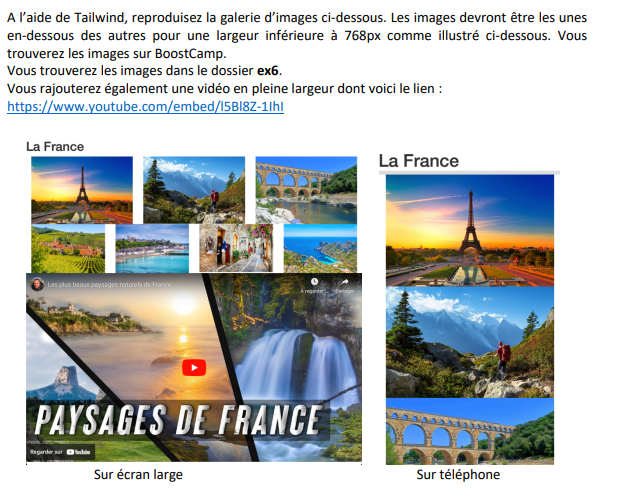 A l'aide de Tailwind, reproduisez la galerie d'images ci-dessous. Les images devront être les unes
en-dessous des autres pour une largeur inférieure à 768px comme illustré ci-dessous. Vous
trouverez les images sur BoostCamp.
Vous trouverez les images dans le dossier ex6.
Vous rajouterez également une vidéo en pleine largeur dont voici le lien :
https://www.youtube.com/embed/l5Bl8Z-1IhI
La France
La France
Les plus beaux paysages naturels de France
A regarder Partager
PAYSAGES DE FRANCE
Regarder sur YouTube
Sur écran large
Sur téléphone